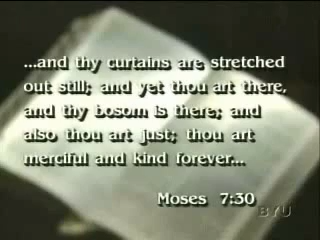 ...and thy curtains are stretched
out still; and yet thou art there,
and thy bosom is there; and
also thou art just; thou art
merciful and kind forever...
Moses 7:30
BYU